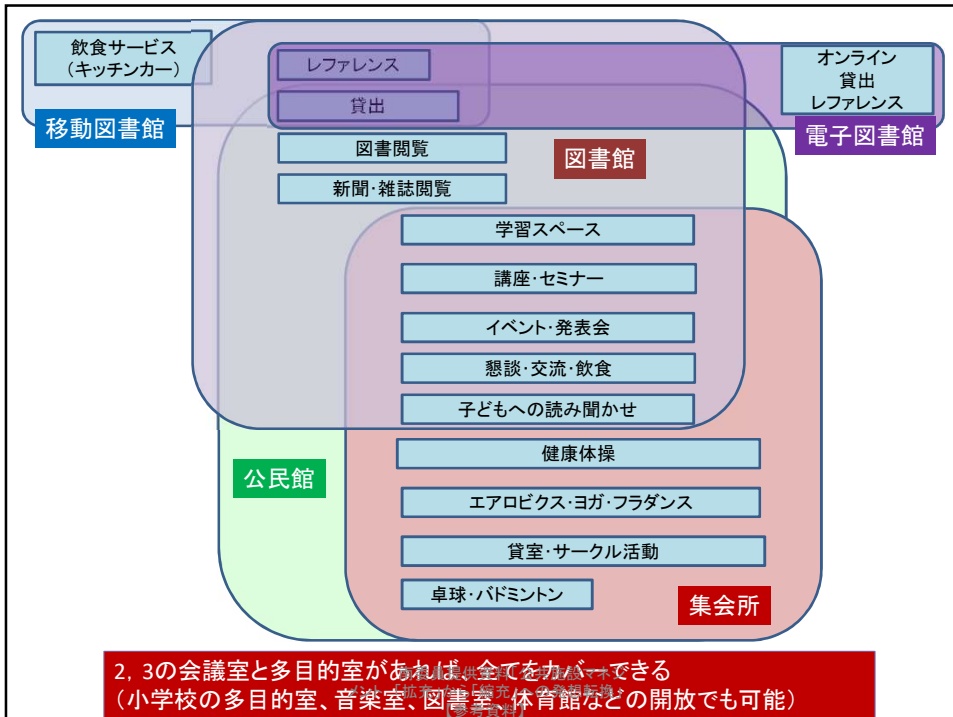 飲食サービス
(キッチンカー)
レファレンス
オンライン
貸出
レファレンス
貸出
移動図書館
電子図書館
図書閲覧
図書館
新聞・雑誌閲覧
学習スペース
講座・セミナー
イベント・発表会
懇談・交流・飲食
子どもへの読み聞かせ
健康体操
公民館
エアロビクス・ヨガ・フラダンス
貸室・サークル活動
卓球・バドミントン
集会所
2, 3の会議室と多目的室があれば、全てをカバーできる
(小学校の多目的室、音楽室、図書室、体育館などの開放でも可能)
【参考資料】